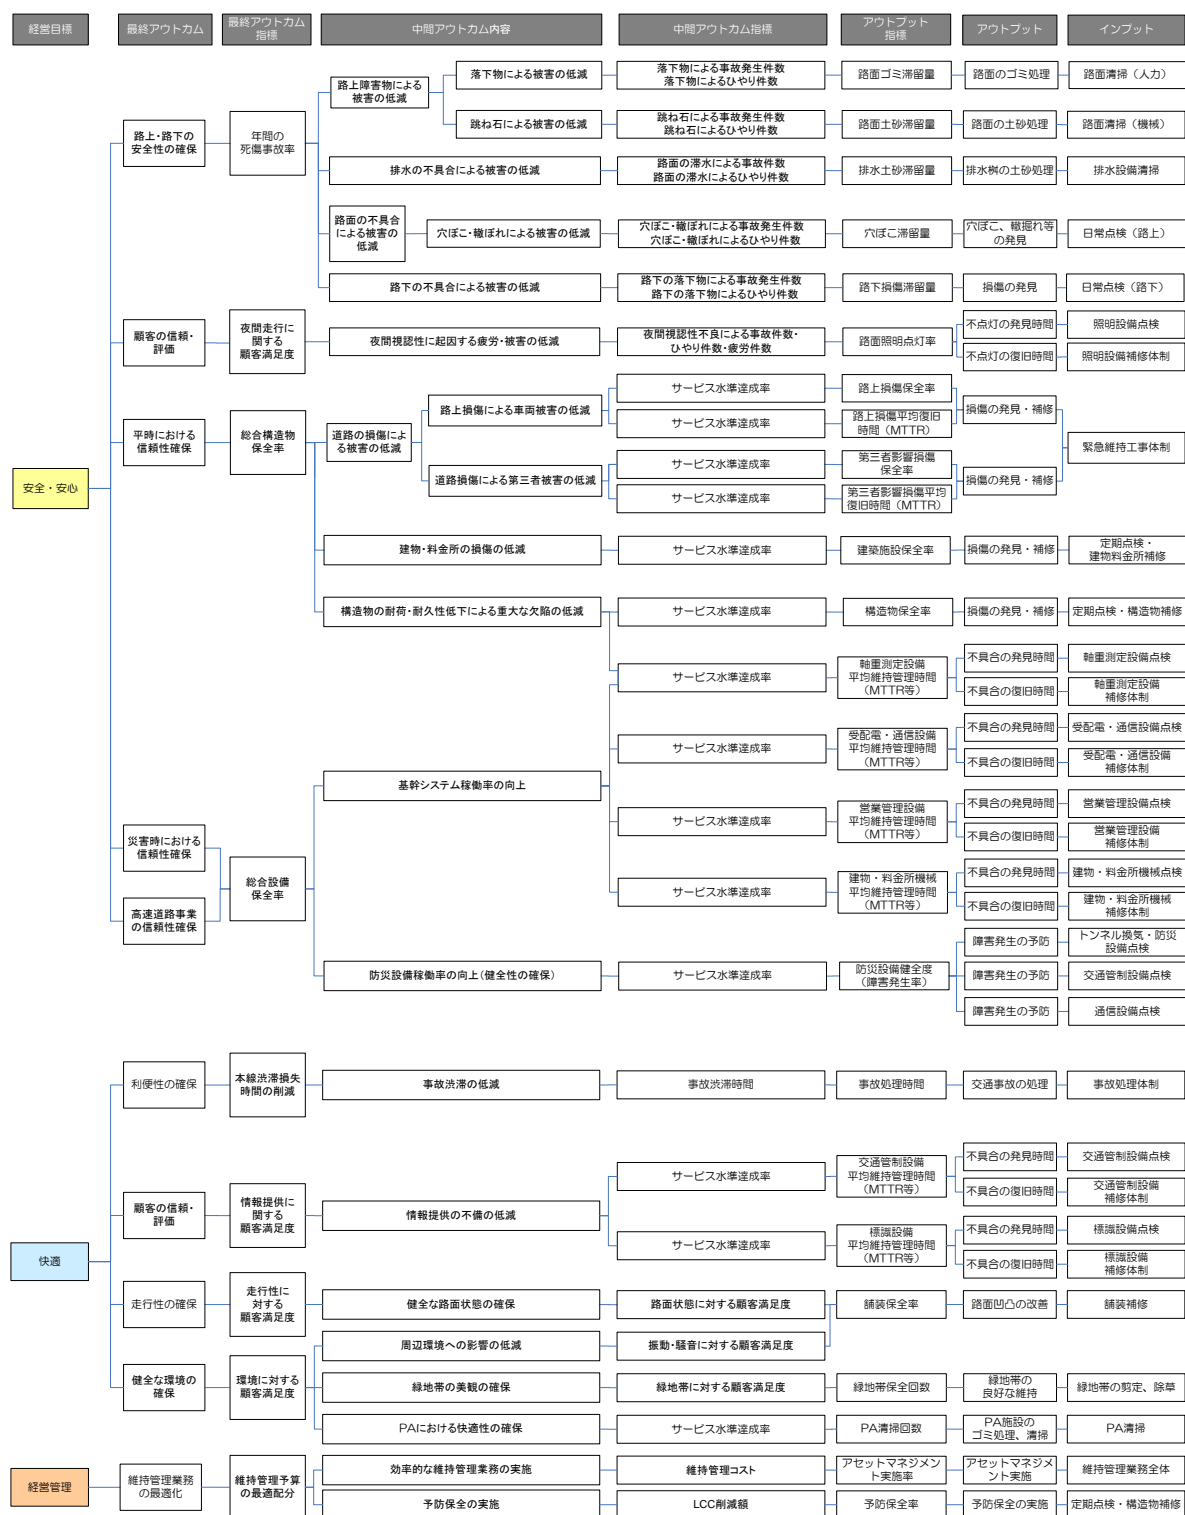 経営目標
最終アウトカム
最終アウトカム
指標
中間アウトカム内容
中間アウトカム指標
アウトプット
指標
アウトプット
インプット
安全・安心
路上・路下の
安全性の確保
年間の
死傷事故率
路上障害物による
被害の低減
落下物による被害の低減
落下物による事故発生件数
落下物によるひやり件数
路面ゴミ滞留量
路面のゴミ処理
路面清掃（人力）
跳ね石による被害の低減
跳ね石による事故発生件数
跳ね石によるひやり件数
路面土砂滞留量
路面の土砂処理
路面清掃（機械）
排水の不具合による被害の低減
路面の滞水による事故件数
路面の滞水によるひやり件数
排水土砂滞留量
排水桝の土砂処理
排水設備清掃
路面の不具合
による被害の
低減
穴ぼこ・轍ぼれによる被害の低減
穴ぼこ・轍ぼれによる事故発生件数
穴ぼこ・轍ぼれによるひやり件数
穴ぼこ滞留量
穴ぼこ、轍掘れ等
の発見
日常点検（路上）
路下の不具合による被害の低減
路下の落下物による事故発生件数
路下の落下物によるひやり件数
路下損傷滞留量
損傷の発見
日常点検（路下）
顧客の信頼・
評価
夜間走行に
関する
顧客満足度
夜間視認性に起因する疲労・被害の低減
夜間視認性不良による事故件数・
ひやり件数・疲労件数
路面照明点灯率
不点灯の発見時間
照明設備点検
不点灯の復旧時間
照明設備補修体制
平時における
信頼性確保
総合構造物
保全率
道路の損傷によ
る被害の低減
路上損傷による車両被害の低減
サービス水準達成率
路上損傷保全率
サービス水準達成率
路上損傷平均復旧
時間（MTTR）
損傷の発見・補修
道路損傷による第三者被害の低減
サービス水準達成率
第三者影響損傷
保全率
サービス水準達成率
第三者影響損傷平均
復旧時間（MTTR）
損傷の発見・補修
緊急維持工事体制
建物・料金所の損傷の低減
サービス水準達成率
建築施設保全率
損傷の発見・補修
定期点検・
建物料金所補修
構造物の耐荷・耐久性低下による重大な欠陥の低減
サービス水準達成率
構造物保全率
損傷の発見・補修
定期点検・構造物補修
サービス水準達成率
軸重測定設備
平均維持管理時間
（MTTR等）
不具合の発見時間
軸重測定設備点検
不具合の復旧時間
軸重測定設備
補修体制
災害時における
信頼性確保
高速道路事業
の信頼性確保
総合設備
保全率
基幹システム稼働率の向上
サービス水準達成率
受配電・通信設備
平均維持管理時間
（MTTR等）
不具合の発見時間
受配電・通信設備点検
不具合の復旧時間
受配電・通信設備
補修体制
サービス水準達成率
営業管理設備
平均維持管理時間
（MTTR等）
不具合の発見時間
営業管理設備点検
不具合の復旧時間
営業管理設備
補修体制
サービス水準達成率
建物・料金所機械
平均維持管理時間
（MTTR等）
不具合の発見時間
建物・料金所機械点検
不具合の復旧時間
建物・料金所機械
補修体制
防災設備稼働率の向上（健全性の確保）
サービス水準達成率
防災設備健全度
（障害発生率）
障害発生の予防
トンネル換気・防災
設備点検
障害発生の予防
交通管制設備点検
障害発生の予防
通信設備点検
快適
利便性の確保
本線渋滞損失
時間の削減
事故渋滞の低減
事故渋滞時間
事故処理時間
交通事故の処理
事故処理体制
顧客の信頼・
評価
情報提供に
関する
顧客満足度
情報提供の不備の低減
サービス水準達成率
交通管制設備
平均維持管理時間
（MTTR等）
不具合の発見時間
交通管制設備点検
不具合の復旧時間
交通管制設備
補修体制
サービス水準達成率
標識設備
平均維持管理時間
（MTTR等）
不具合の発見時間
標識設備点検
不具合の復旧時間
標識設備
補修体制
走行性の確保
走行性に
対する
顧客満足度
健全な路面状態の確保
路面状態に対する顧客満足度
舗装保全率
路面凹凸の改善
舗装補修
健全な環境の
確保
環境に対する
顧客満足度
周辺環境への影響の低減
振動・騒音に対する顧客満足度
緑地帯の美観の確保
緑地帯に対する顧客満足度
緑地帯保全回数
緑地帯の
良好な維持
緑地帯の剪定、除草
PAにおける快適性の確保
サービス水準達成率
PA清掃回数
PA施設の
ゴミ処理、清掃
PA清掃
経営管理
維持管理業務
の最適化
維持管理予算
の最適配分
効率的な維持管理業務の実施
維持管理コスト
アセットマネジメン
ト実施率
アセットマネジメ
ント実施
維持管理業務全体
予防保全の実施
LCC削減額
予防保全率
予防保全の実施
定期点検・構造物補修